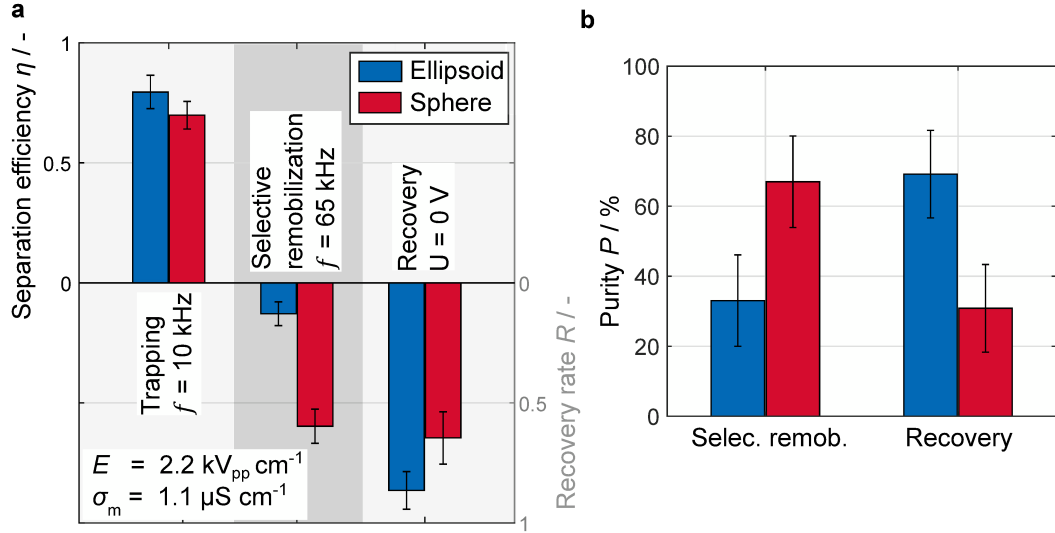 a
b
Separation efficiency η / -
1
0.5
0
Ellipsoid
Sphere
Trapping
f = 10 kHz
Selective
remobilization
f = 65 kHz
Recovery
U = 0 V
E = 2.2 kVpp cm-1
σm = 1.1 µS cm-1
0
0.5
1
Recovery rate R / -
Purity P / %
100
80
60
40
20
0
Selec. remob.
Recovery